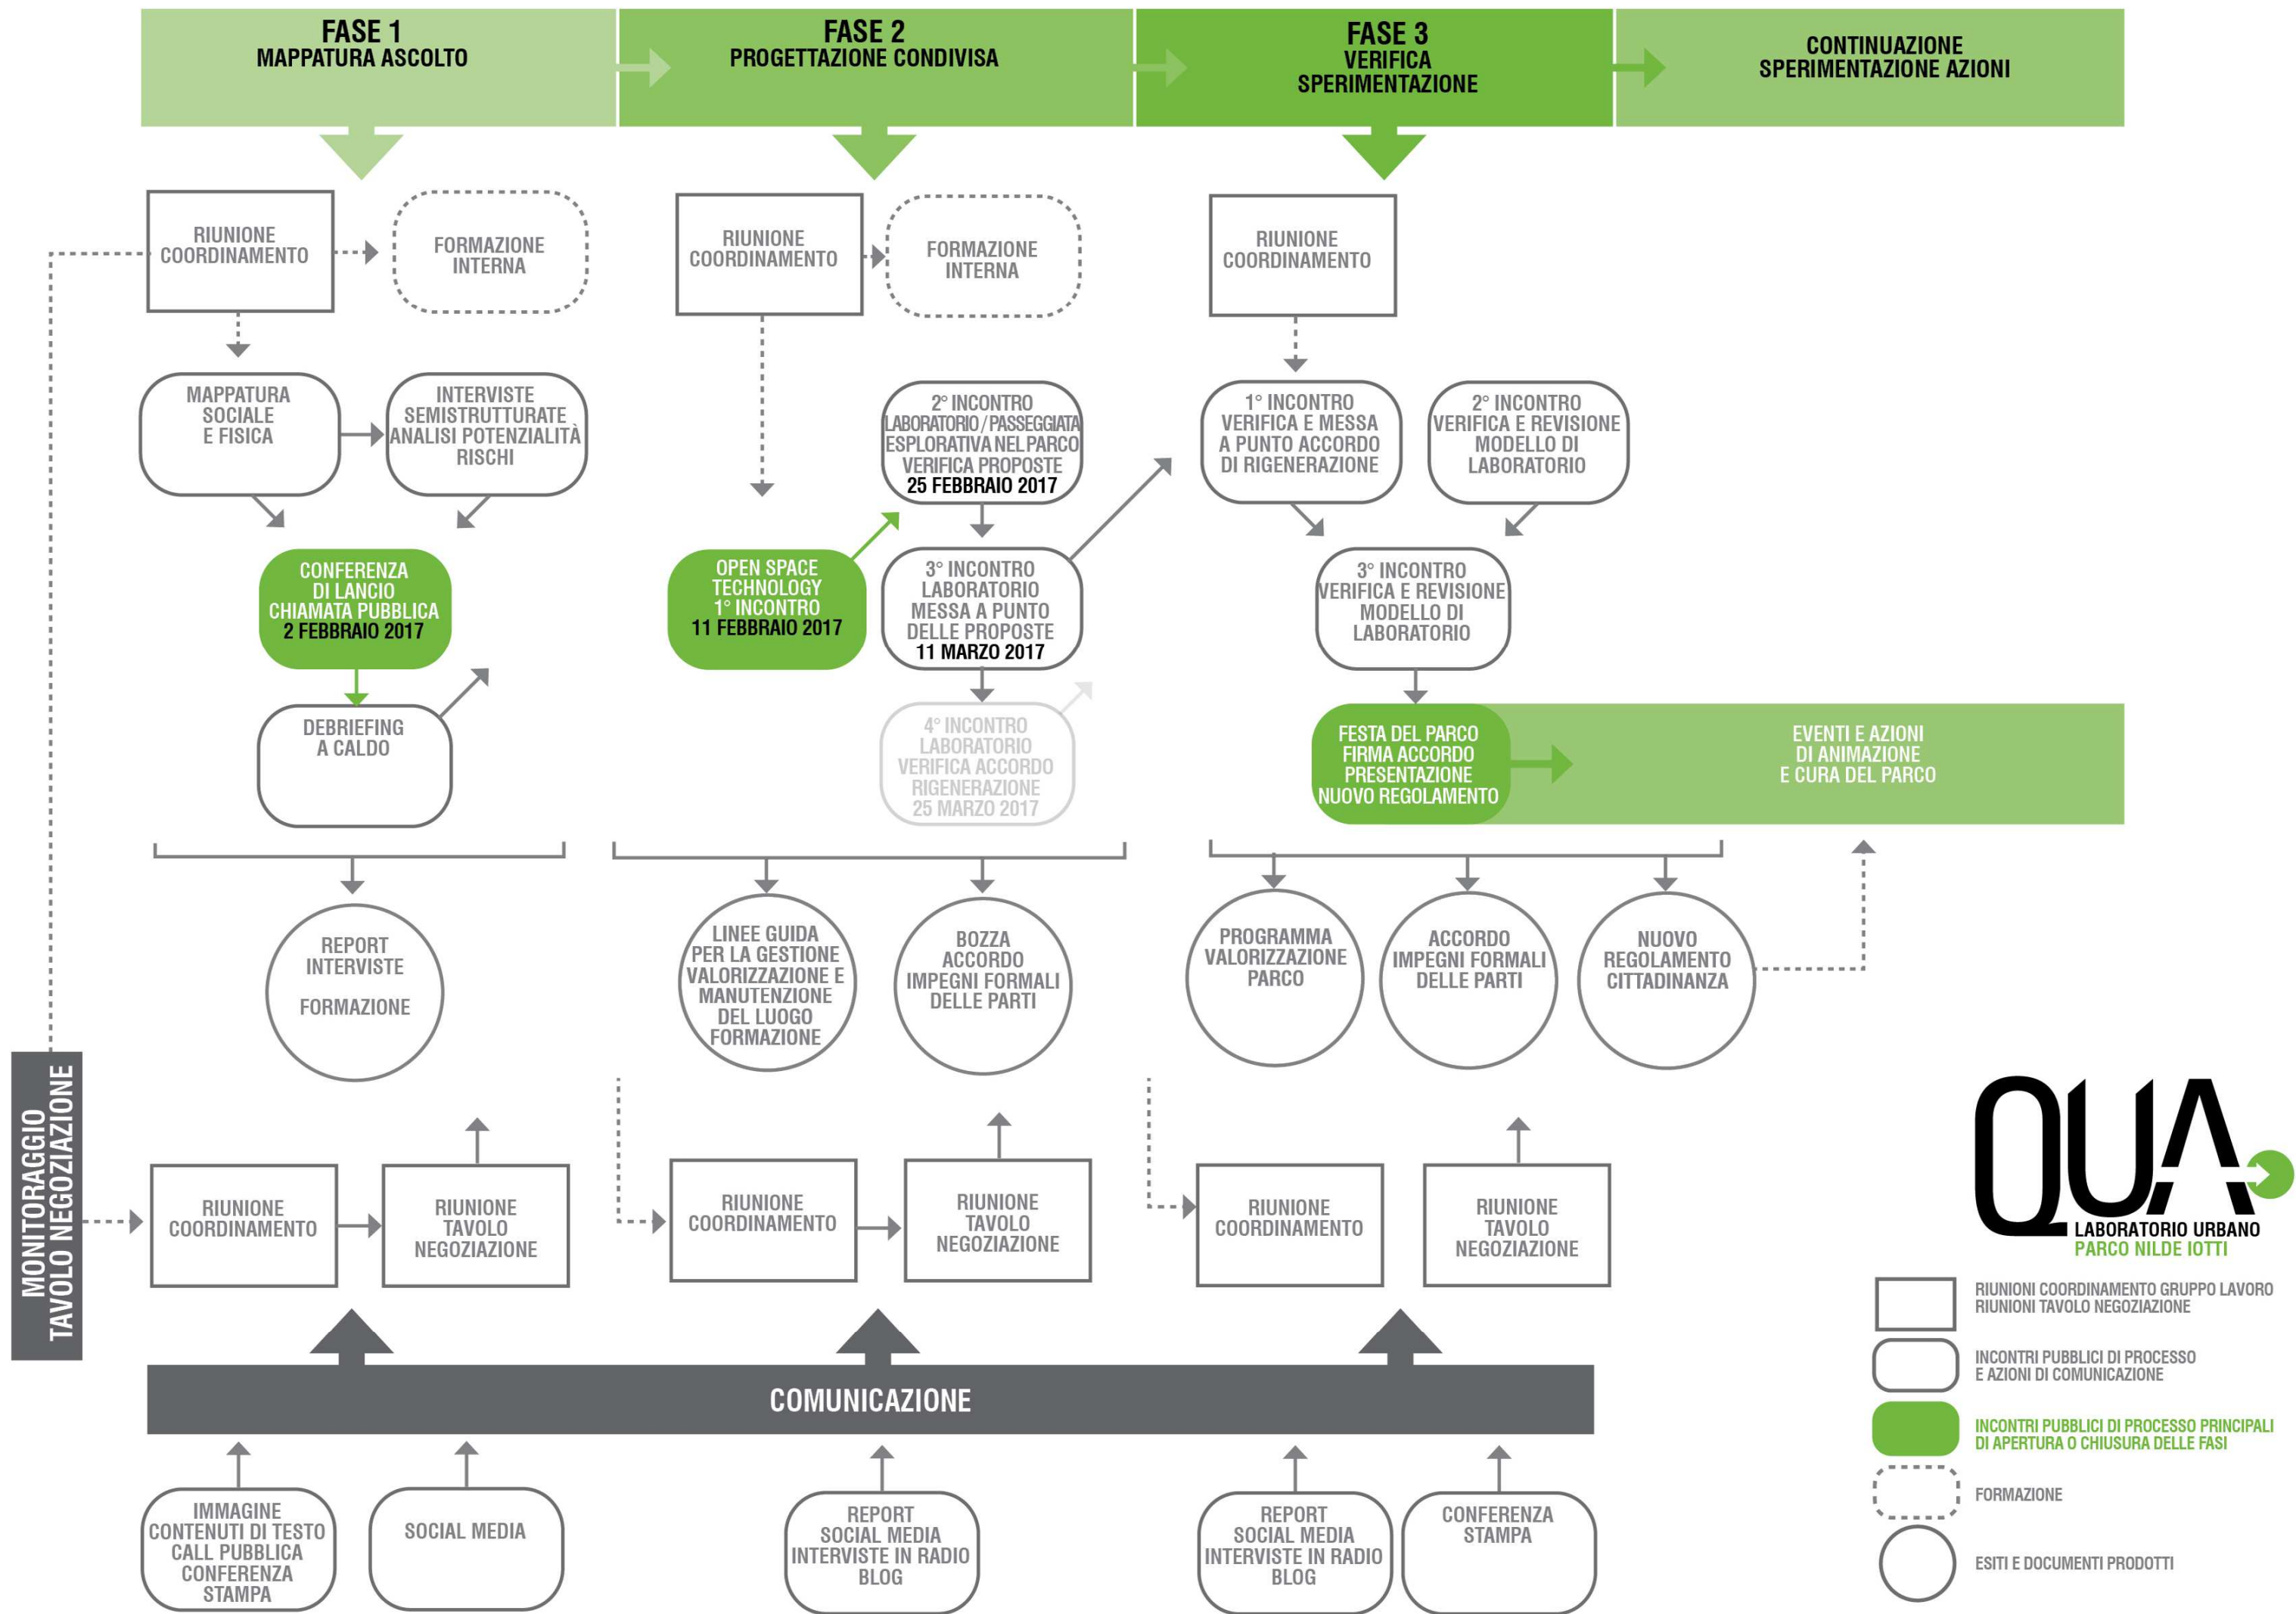 FASE 1
MAPPATURA ASCOLTO
FASE 2
PROGETTAZIONE CONDIVISA
FASE 3
VERIFICA
SPERIMENTAZIONE
CONTINUAZIONE
SPERIMENTAZIONE AZIONI
RIUNIONE
COORDINAMENTO
FORMAZIONE
INTERNA
RIUNIONE
COORDINAMENTO
FORMAZIONE
INTERNA
RIUNIONE
COORDINAMENTO
MAPPATURA
SOCIALE
E FISICA
INTERVISTE
SEMISTRUTTURATE
ANALISI POTENZIALITÀ
RISCHI
2° INCONTRO
LABORATORIO / PASSEGGIATA
ESPLORATIVA NEL PARCO
VERIFICA PROPOSTE
25 FEBBRAIO 2017
1° INCONTRO
VERIFICA E MESSA
A PUNTO ACCORDO
DI RIGENERAZIONE
2° INCONTRO
VERIFICA E REVISIONE
MODELLO DI
LABORATORIO
CONFERENZA
DI LANCIO
CHIAMATA PUBBLICA
2 FEBBRAIO 2017
OPEN SPACE
TECHNOLOGY
1° INCONTRO
11 FEBBRAIO 2017
3° INCONTRO
LABORATORIO
MESSA A PUNTO
DELLE PROPOSTE
11 MARZO 2017
3° INCONTRO
VERIFICA E REVISIONE
MODELLO DI
LABORATORIO
DEBRIEFING
A CALDO
4° INCONTRO
LABORATORIO
VERIFICA ACCORDO
RIGENERAZIONE
25 MARZO 2017
FESTA DEL PARCO
FIRMA ACCORDO
PRESENTAZIONE
NUOVO REGOLAMENTO
EVENTI E AZIONI
DI ANIMAZIONE
E CURA DEL PARCO
REPORT
INTERVISTE
FORMAZIONE
LINEE GUIDA
PER LA GESTIONE
VALORIZZAZIONE E
MANUTENZIONE
DEL LUOGO
FORMAZIONE
BOZZA
ACCORDO
IMPEGNI FORMALI
DELLE PARTI
PROGRAMMA
VALORIZZAZIONE
PARCO
ACCORDO
IMPEGNI FORMALI
DELLE PARTI
NUOVO
REGOLAMENTO
CITTADINANZA
MONITORAGGIO
TAVOLO NEGOZIAZIONE
RIUNIONE
COORDINAMENTO
RIUNIONE
TAVOLO
NEGOZIAZIONE
RIUNIONE
COORDINAMENTO
RIUNIONE
TAVOLO
NEGOZIAZIONE
RIUNIONE
COORDINAMENTO
RIUNIONE
TAVOLO
NEGOZIAZIONE
COMUNICAZIONE
IMMAGINE
CONTENUTI DI TESTO
CALL PUBBLICA
CONFERENZA
STAMPA
SOCIAL MEDIA
REPORT
SOCIAL MEDIA
INTERVISTE IN RADIO
BLOG
REPORT
SOCIAL MEDIA
INTERVISTE IN RADIO
BLOG
CONFERENZA
STAMPA
QUA
LABORATORIO URBANO
PARCO NILDE IOTTI
RIUNIONI COORDINAMENTO GRUPPO LAVORO
RIUNIONI TAVOLO NEGOZIAZIONE
INCONTRI PUBBLICI DI PROCESSO
E AZIONI DI COMUNICAZIONE
INCONTRI PUBBLICI DI PROCESSO PRINCIPALI
DI APERTURA O CHIUSURA DELLE FASI
FORMAZIONE
ESITI E DOCUMENTI PRODOTTI